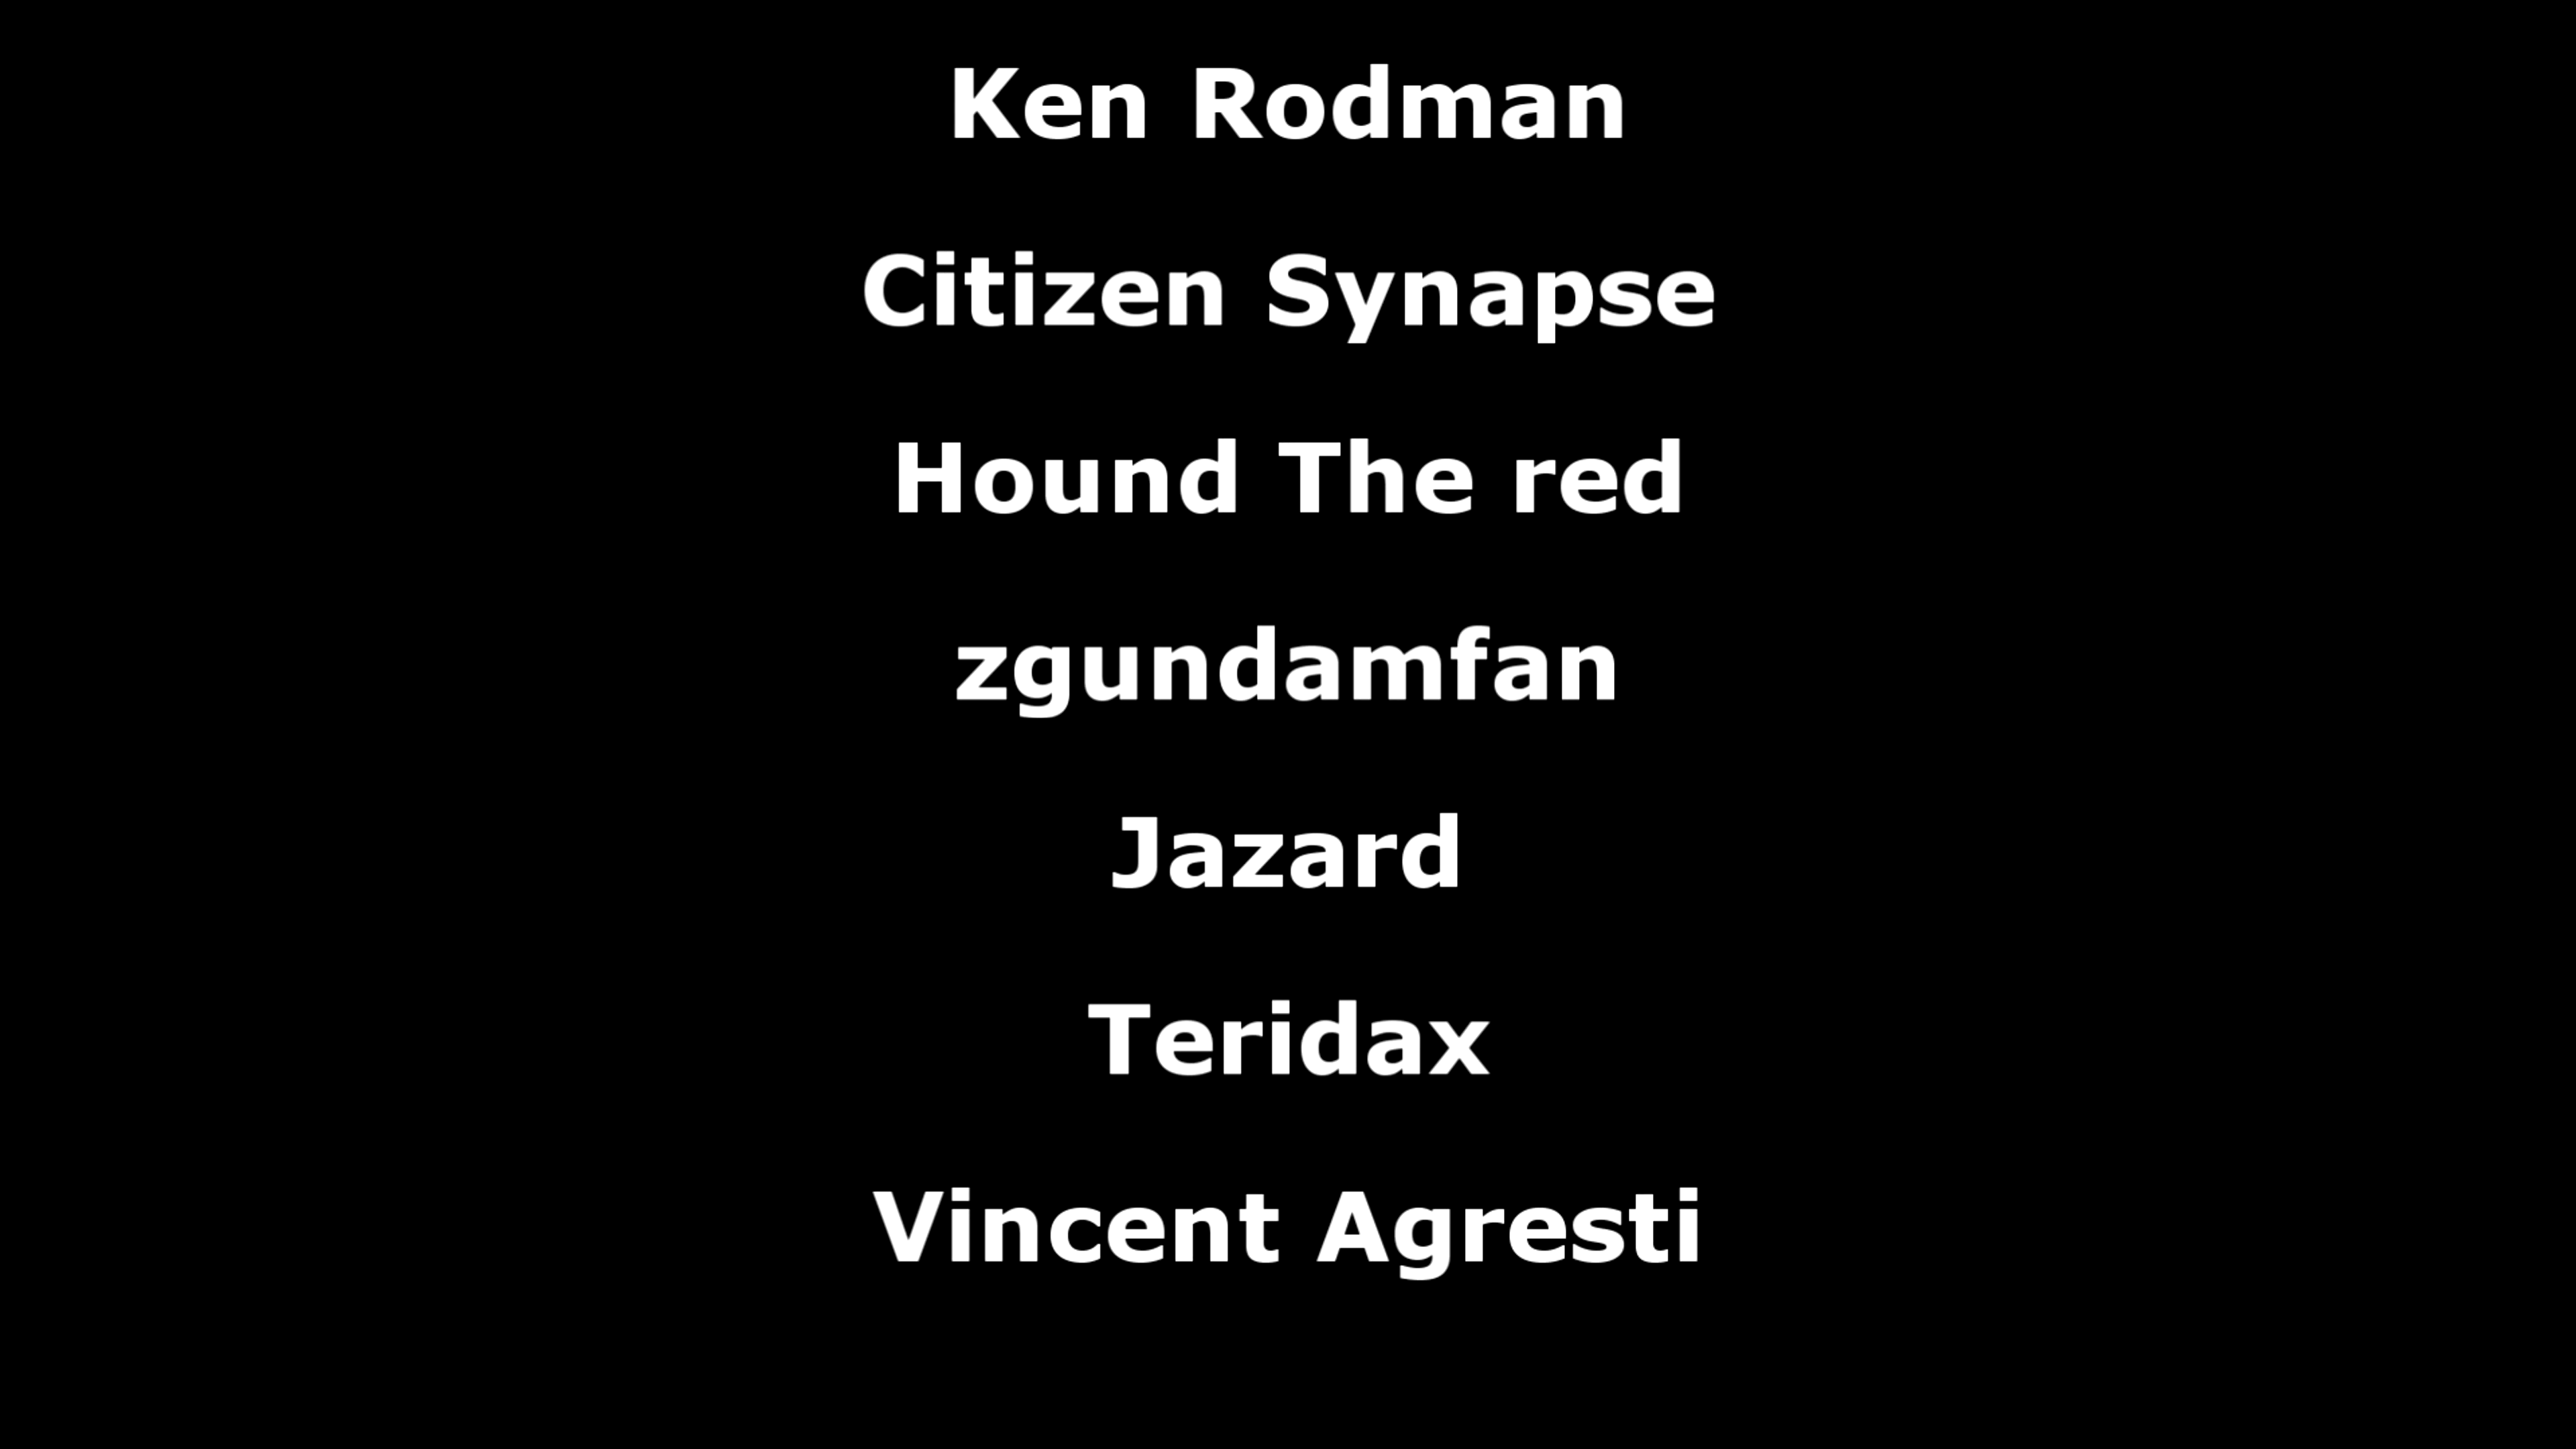 Ken Rodman
Citizen Synapse
Hound The red
zgundamfan
Jazard
Teridax
Vincent Agresti